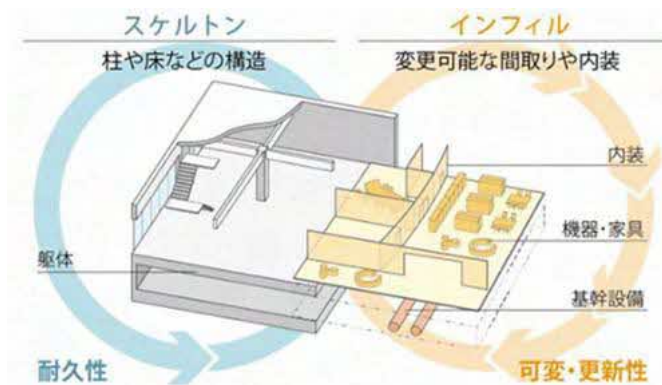 スケルトン
柱や床などの構造
インフィル
変更可能な間取りや内装
内装
機器・家具
躯体
基幹設備
耐久性
可変・更新性